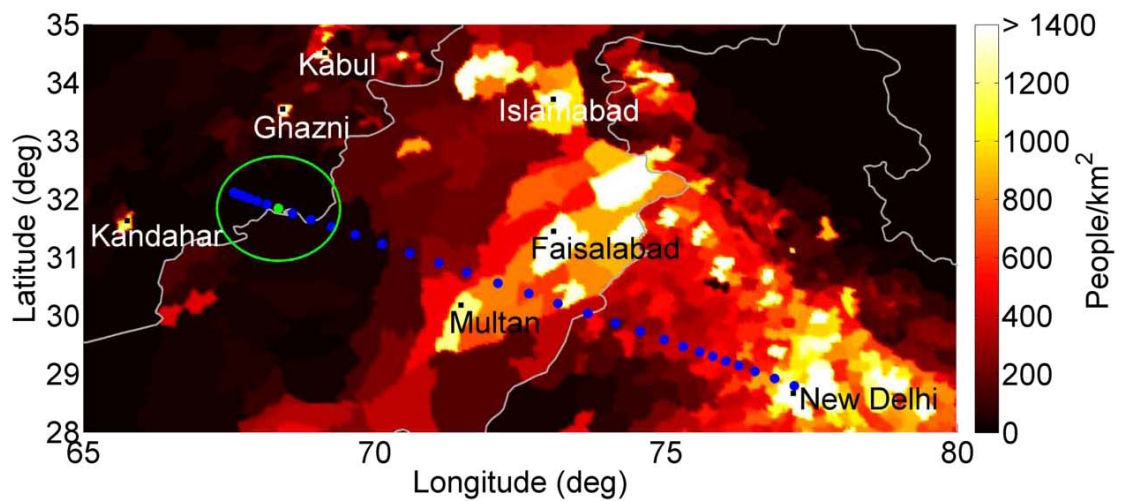 35
34
33
32
31
30
29
28
Latitude (deg)
65
70
75
80
Longitude (deg)
Kabul
Ghazni
Islamabad
Kandahar
Faisalabad
Multan
New Delhi
> 1400
1200
1000
800
600
400
200
0
People/km²